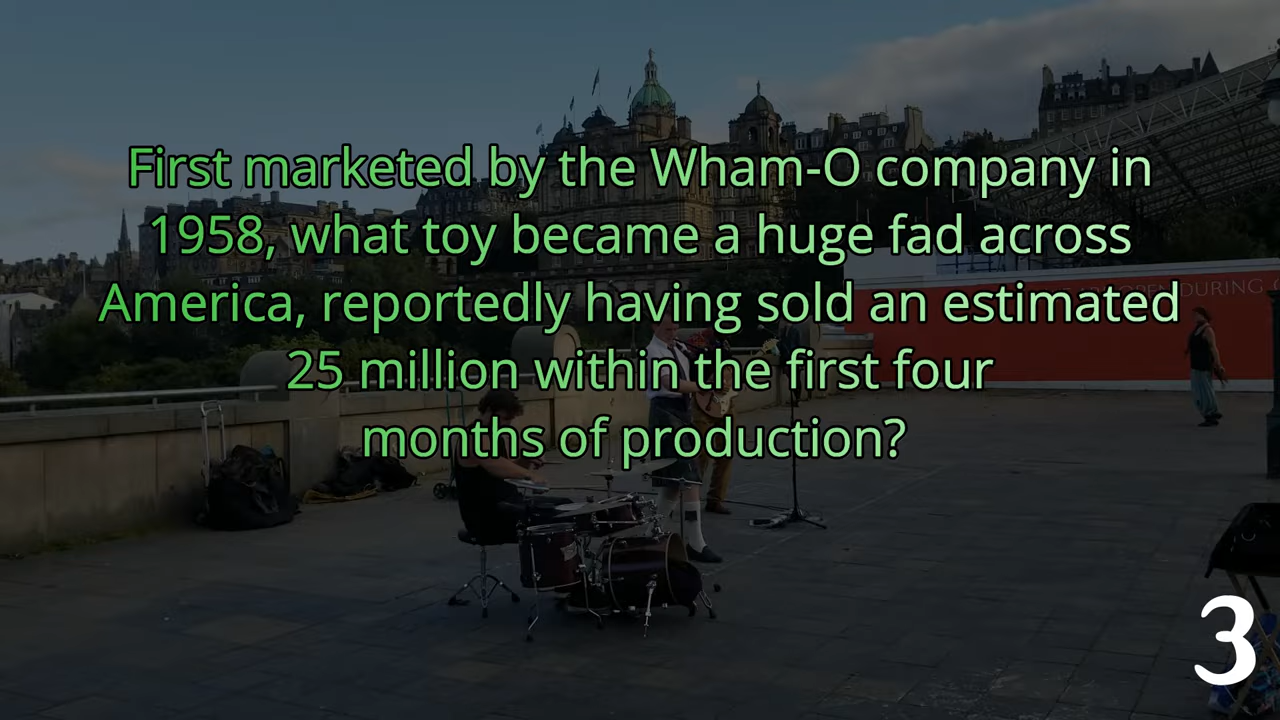 First marketed by the Wham-O company in
1958, what toy became a huge fad across
America, reportedly having sold an estimated
25 million within the first four
months of production?
DURING
3